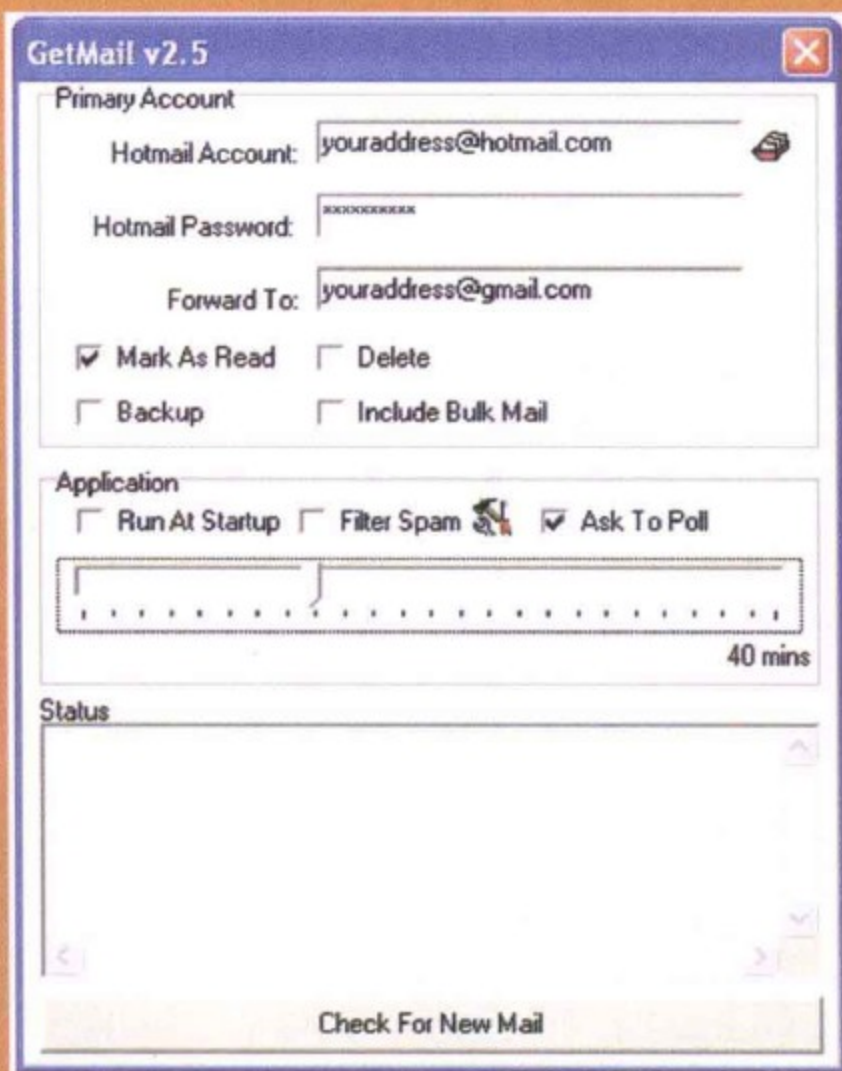 GetMail v2.5
Primary Account
Hotmail Account: youraddress@hotmail.com
Hotmail Password: xxxxxxxxxx
Forward To: youraddress@gmail.com
Mark As Read Delete
Backup Include Bulk Mail
Application
Run At Startup Filter Spam Ask To Poll
40 mins
Status
Check For New Mail